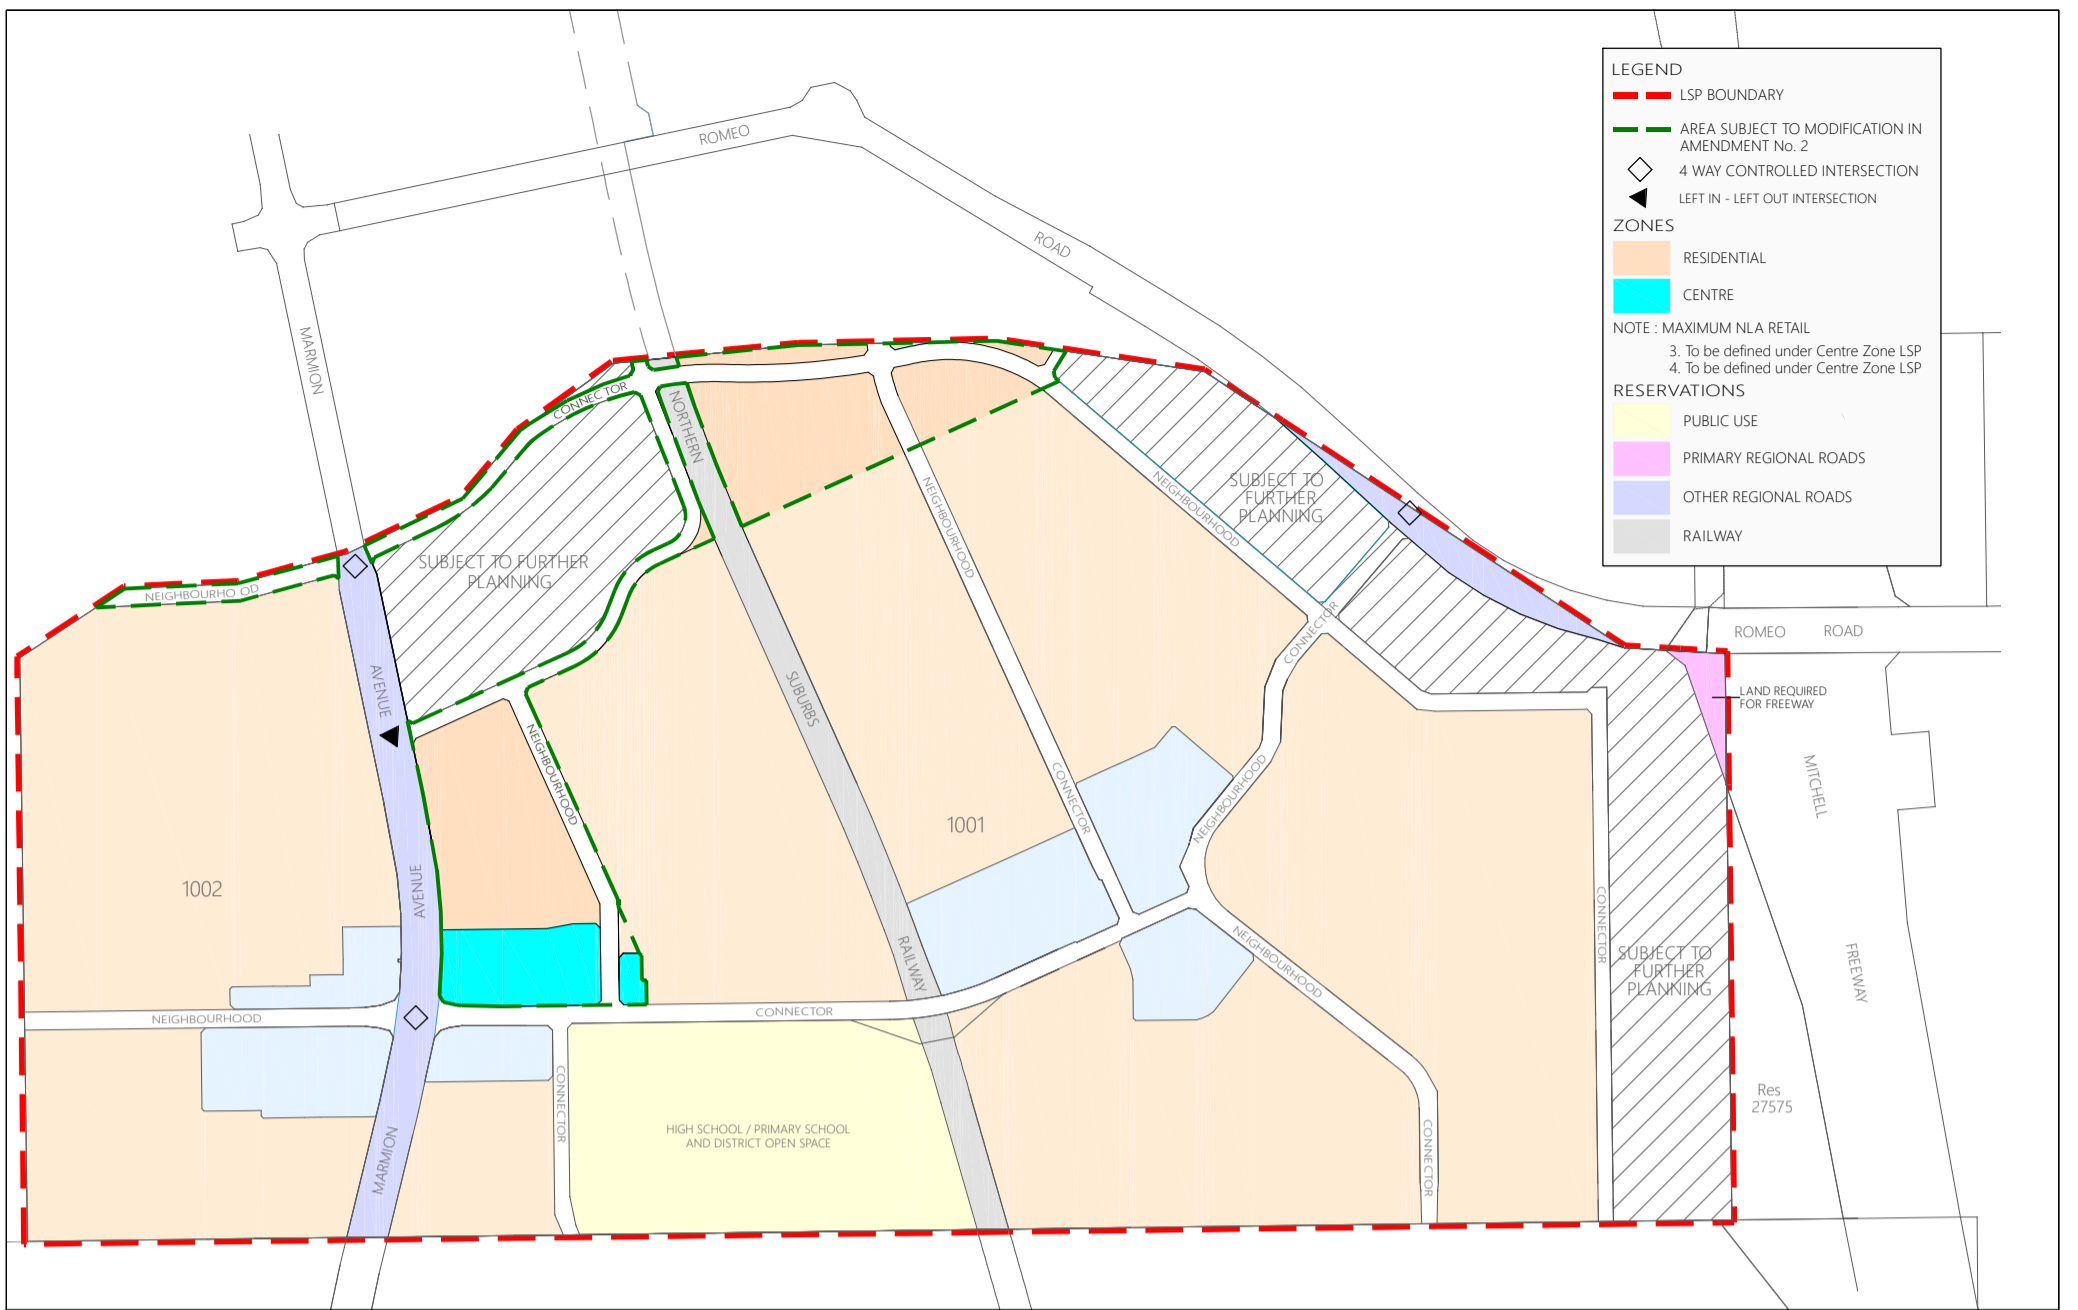 ROMEO
ROAD
MARMION
LEGEND
LSP BOUNDARY
AREA SUBJECT TO MODIFICATION IN
AMENDMENT No. 2
4 WAY CONTROLLED INTERSECTION
LEFT IN - LEFT OUT INTERSECTION
ZONES
RESIDENTIAL
CENTRE
NOTE : MAXIMUM NLA RETAIL
3. To be defined under Centre Zone LSP
4. To be defined under Centre Zone LSP
RESERVATIONS
PUBLIC USE
PRIMARY REGIONAL ROADS
OTHER REGIONAL ROADS
RAILWAY
CONNECTOR
NORTHERN
SUBJECT TO
FURTHER
PLANNING
NEIGHBOURHOOD
NEIGHBOURHOOD
SUBJECT TO FURTHER
PLANNING
NEIGHBOURHO OD
CONNECTOR
ROMEO ROAD
AVENUE
SUBURBS
LAND REQUIRED
FOR FREEWAY
NEIGHBOURHOOD
CONNECTOR
NEIGHBOURHOOD
MITCHELL
1001
1002
AVENUE
RAILWAY
NEIGHBOURHOOD
CONNECTOR
SUBJECT TO
FURTHER
PLANNING
FREEWAY
NEIGHBOURHOOD
CONNECTOR
CONNECTOR
HIGH SCHOOL / PRIMARY SCHOOL
AND DISTRICT OPEN SPACE
Res
27575
MARMION
CONNECTOR